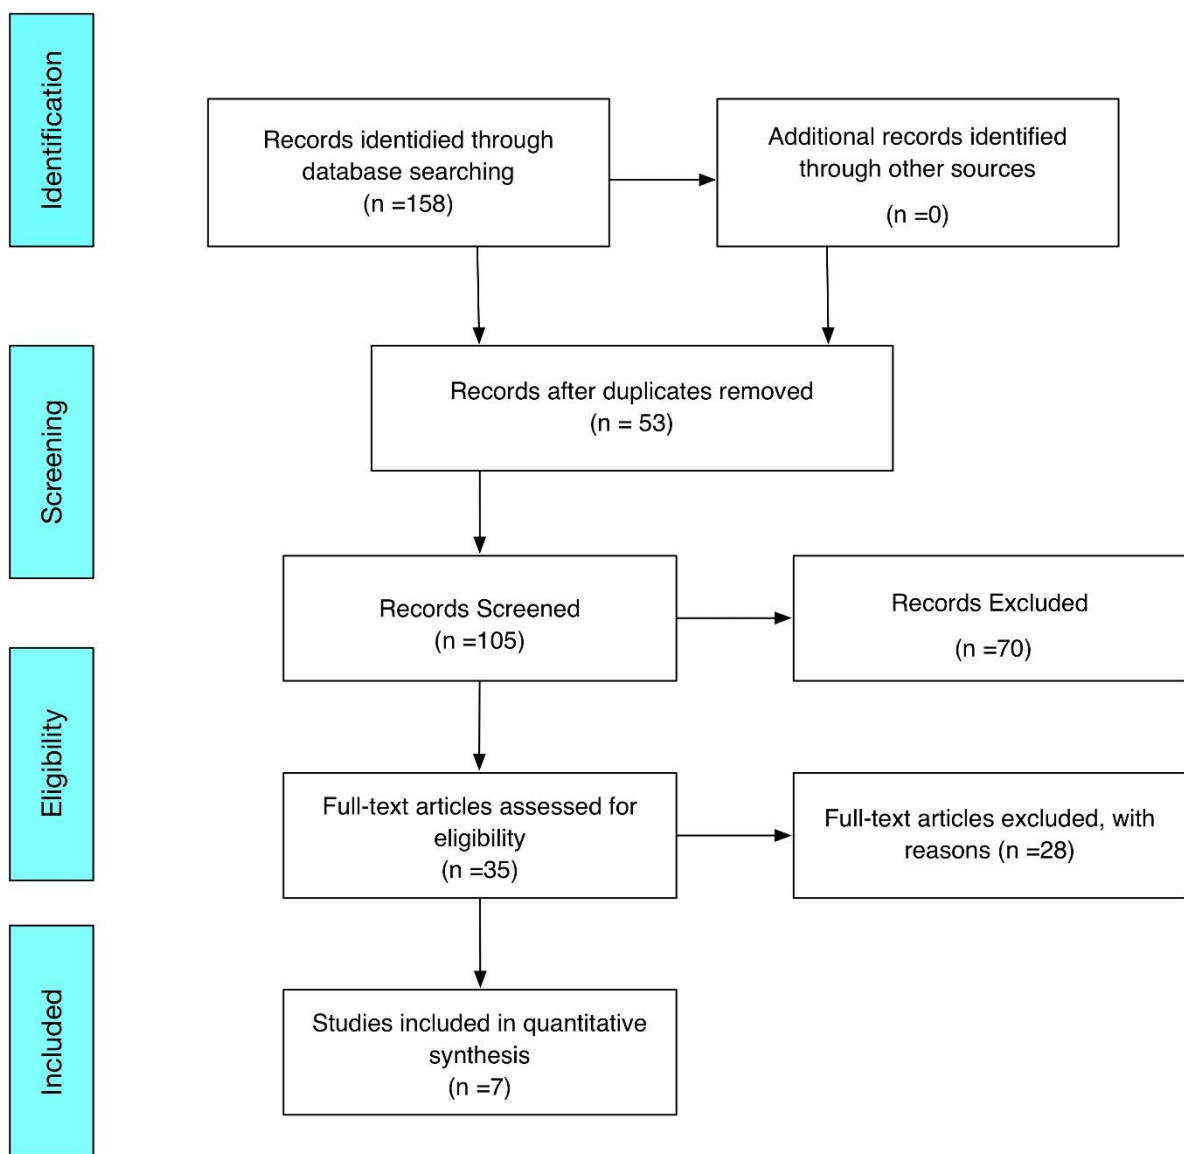 Identification
Records identidied through
database searching
(n =158)
Additional records identified
through other sources
(n =0)
Screening
Records after duplicates removed
(n = 53)
Records Screened
(n =105)
Records Excluded
(n =70)
Eligibility
Full-text articles assessed for
eligibility
(n =35)
Full-text articles excluded, with
reasons (n =28)
Included
Studies included in quantitative
synthesis
(n =7)